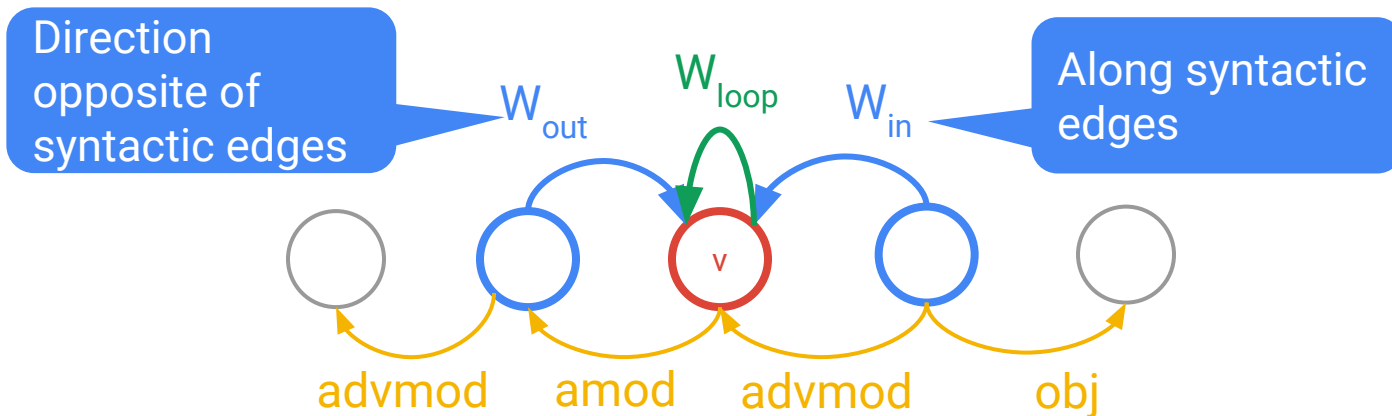 Direction
opposite of
syntactic edges
W_out
W_loop
W_in
Along syntactic
edges
v
advmod
amod
advmod
obj